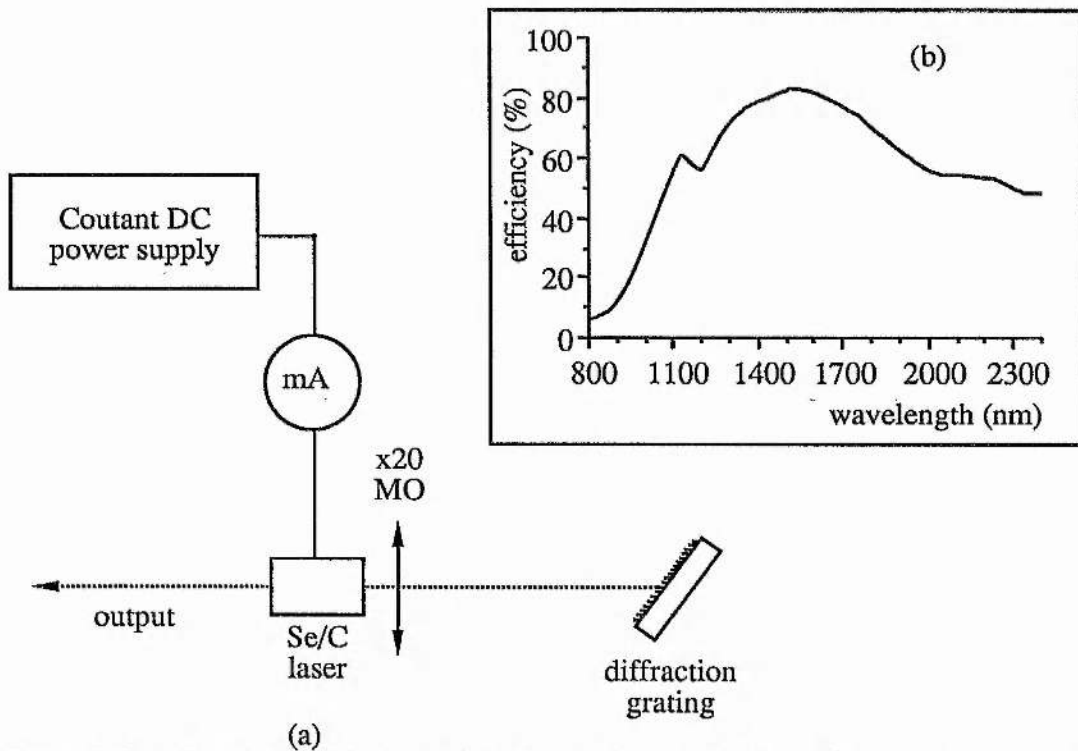 Coutant DC
power supply
mA
x20
MO
output
Se/C
laser
diffraction
grating
(a)
(b)
efficiency (%)
100
80
60
40
20
0
800 1100 1400 1700 2000 2300
wavelength (nm)